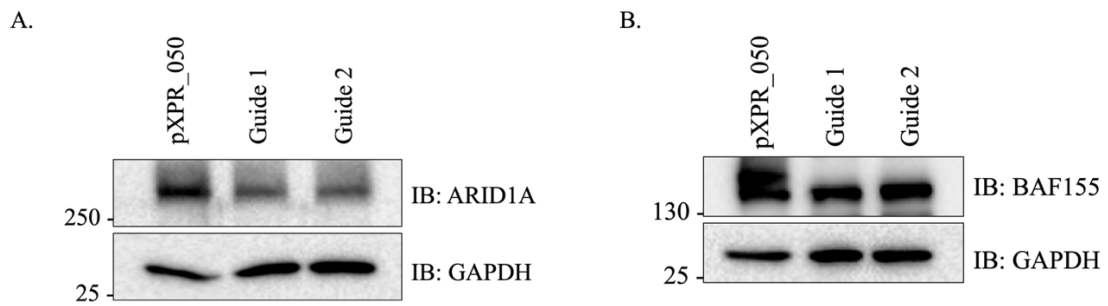 A.
pXPR_050
Guide 1
Guide 2
250
IB: ARID1A
25
IB: GAPDH
B.
pXPR_050
Guide 1
Guide 2
130
IB: BAF155
25
IB: GAPDH